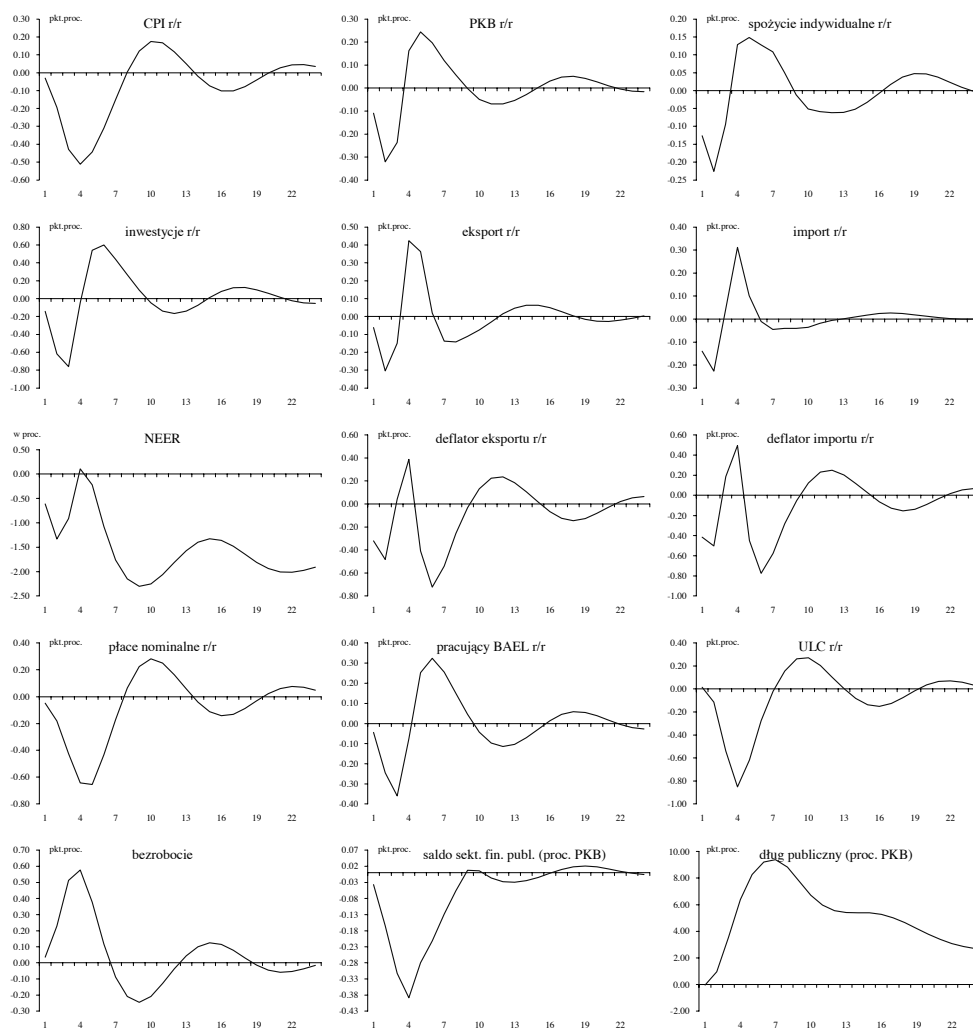 pkt.proc.
CPI r/r
0.30
0.20
0.10
0.00
-0.10
-0.20
-0.30
-0.40
-0.50
-0.60
1 4 7 10 13 16 19 22
pkt.proc.
PKB r/r
0.30
0.20
0.10
0.00
-0.10
-0.20
-0.30
-0.40
1 4 7 10 13 16 19 22
pkt.proc.
spożycie indywidualne r/r
0.20
0.15
0.10
0.05
0.00
-0.05
-0.10
-0.15
-0.20
-0.25
1 4 7 10 13 16 19 22
pkt.proc.
inwestycje r/r
0.80
0.60
0.40
0.20
0.00
-0.20
-0.40
-0.60
-0.80
-1.00
1 4 7 10 13 16 19 22
pkt.proc.
eksport r/r
0.50
0.40
0.30
0.20
0.10
0.00
-0.10
-0.20
-0.30
-0.40
1 4 7 10 13 16 19 22
pkt.proc.
import r/r
0.40
0.30
0.20
0.10
0.00
-0.10
-0.20
-0.30
1 4 7 10 13 16 19 22
w proc.
NEER
0.50
0.00
-0.50
-1.00
-1.50
-2.00
-2.50
1 4 7 10 13 16 19 22
pkt.proc.
deflator eksportu r/r
0.60
0.40
0.20
0.00
-0.20
-0.40
-0.60
-0.80
1 4 7 10 13 16 19 22
pkt.proc.
deflator importu r/r
0.60
0.40
0.20
0.00
-0.20
-0.40
-0.60
-0.80
-1.00
1 4 7 10 13 16 19 22
pkt.proc.
płace nominalne r/r
0.40
0.20
0.00
-0.20
-0.40
-0.60
-0.80
1 4 7 10 13 16 19 22
pkt.proc.
pracujący BAEL r/r
0.40
0.30
0.20
0.10
0.00
-0.10
-0.20
-0.30
-0.40
1 4 7 10 13 16 19 22
pkt.proc.
ULC r/r
0.40
0.20
0.00
-0.20
-0.40
-0.60
-0.80
-1.00
1 4 7 10 13 16 19 22
pkt.proc.
bezrobocie
0.70
0.60
0.50
0.40
0.30
0.20
0.10
0.00
-0.10
-0.20
-0.30
1 4 7 10 13 16 19 22
pkt.proc.
saldo sekt. fin. publ. (proc. PKB)
0.07
0.02
-0.03
-0.08
-0.13
-0.18
-0.23
-0.28
-0.33
-0.38
-0.43
1 4 7 10 13 16 19 22
pkt.proc.
dług publiczny (proc. PKB)
10.00
8.00
6.00
4.00
2.00
0.00
-2.00
1 4 7 10 13 16 19 22